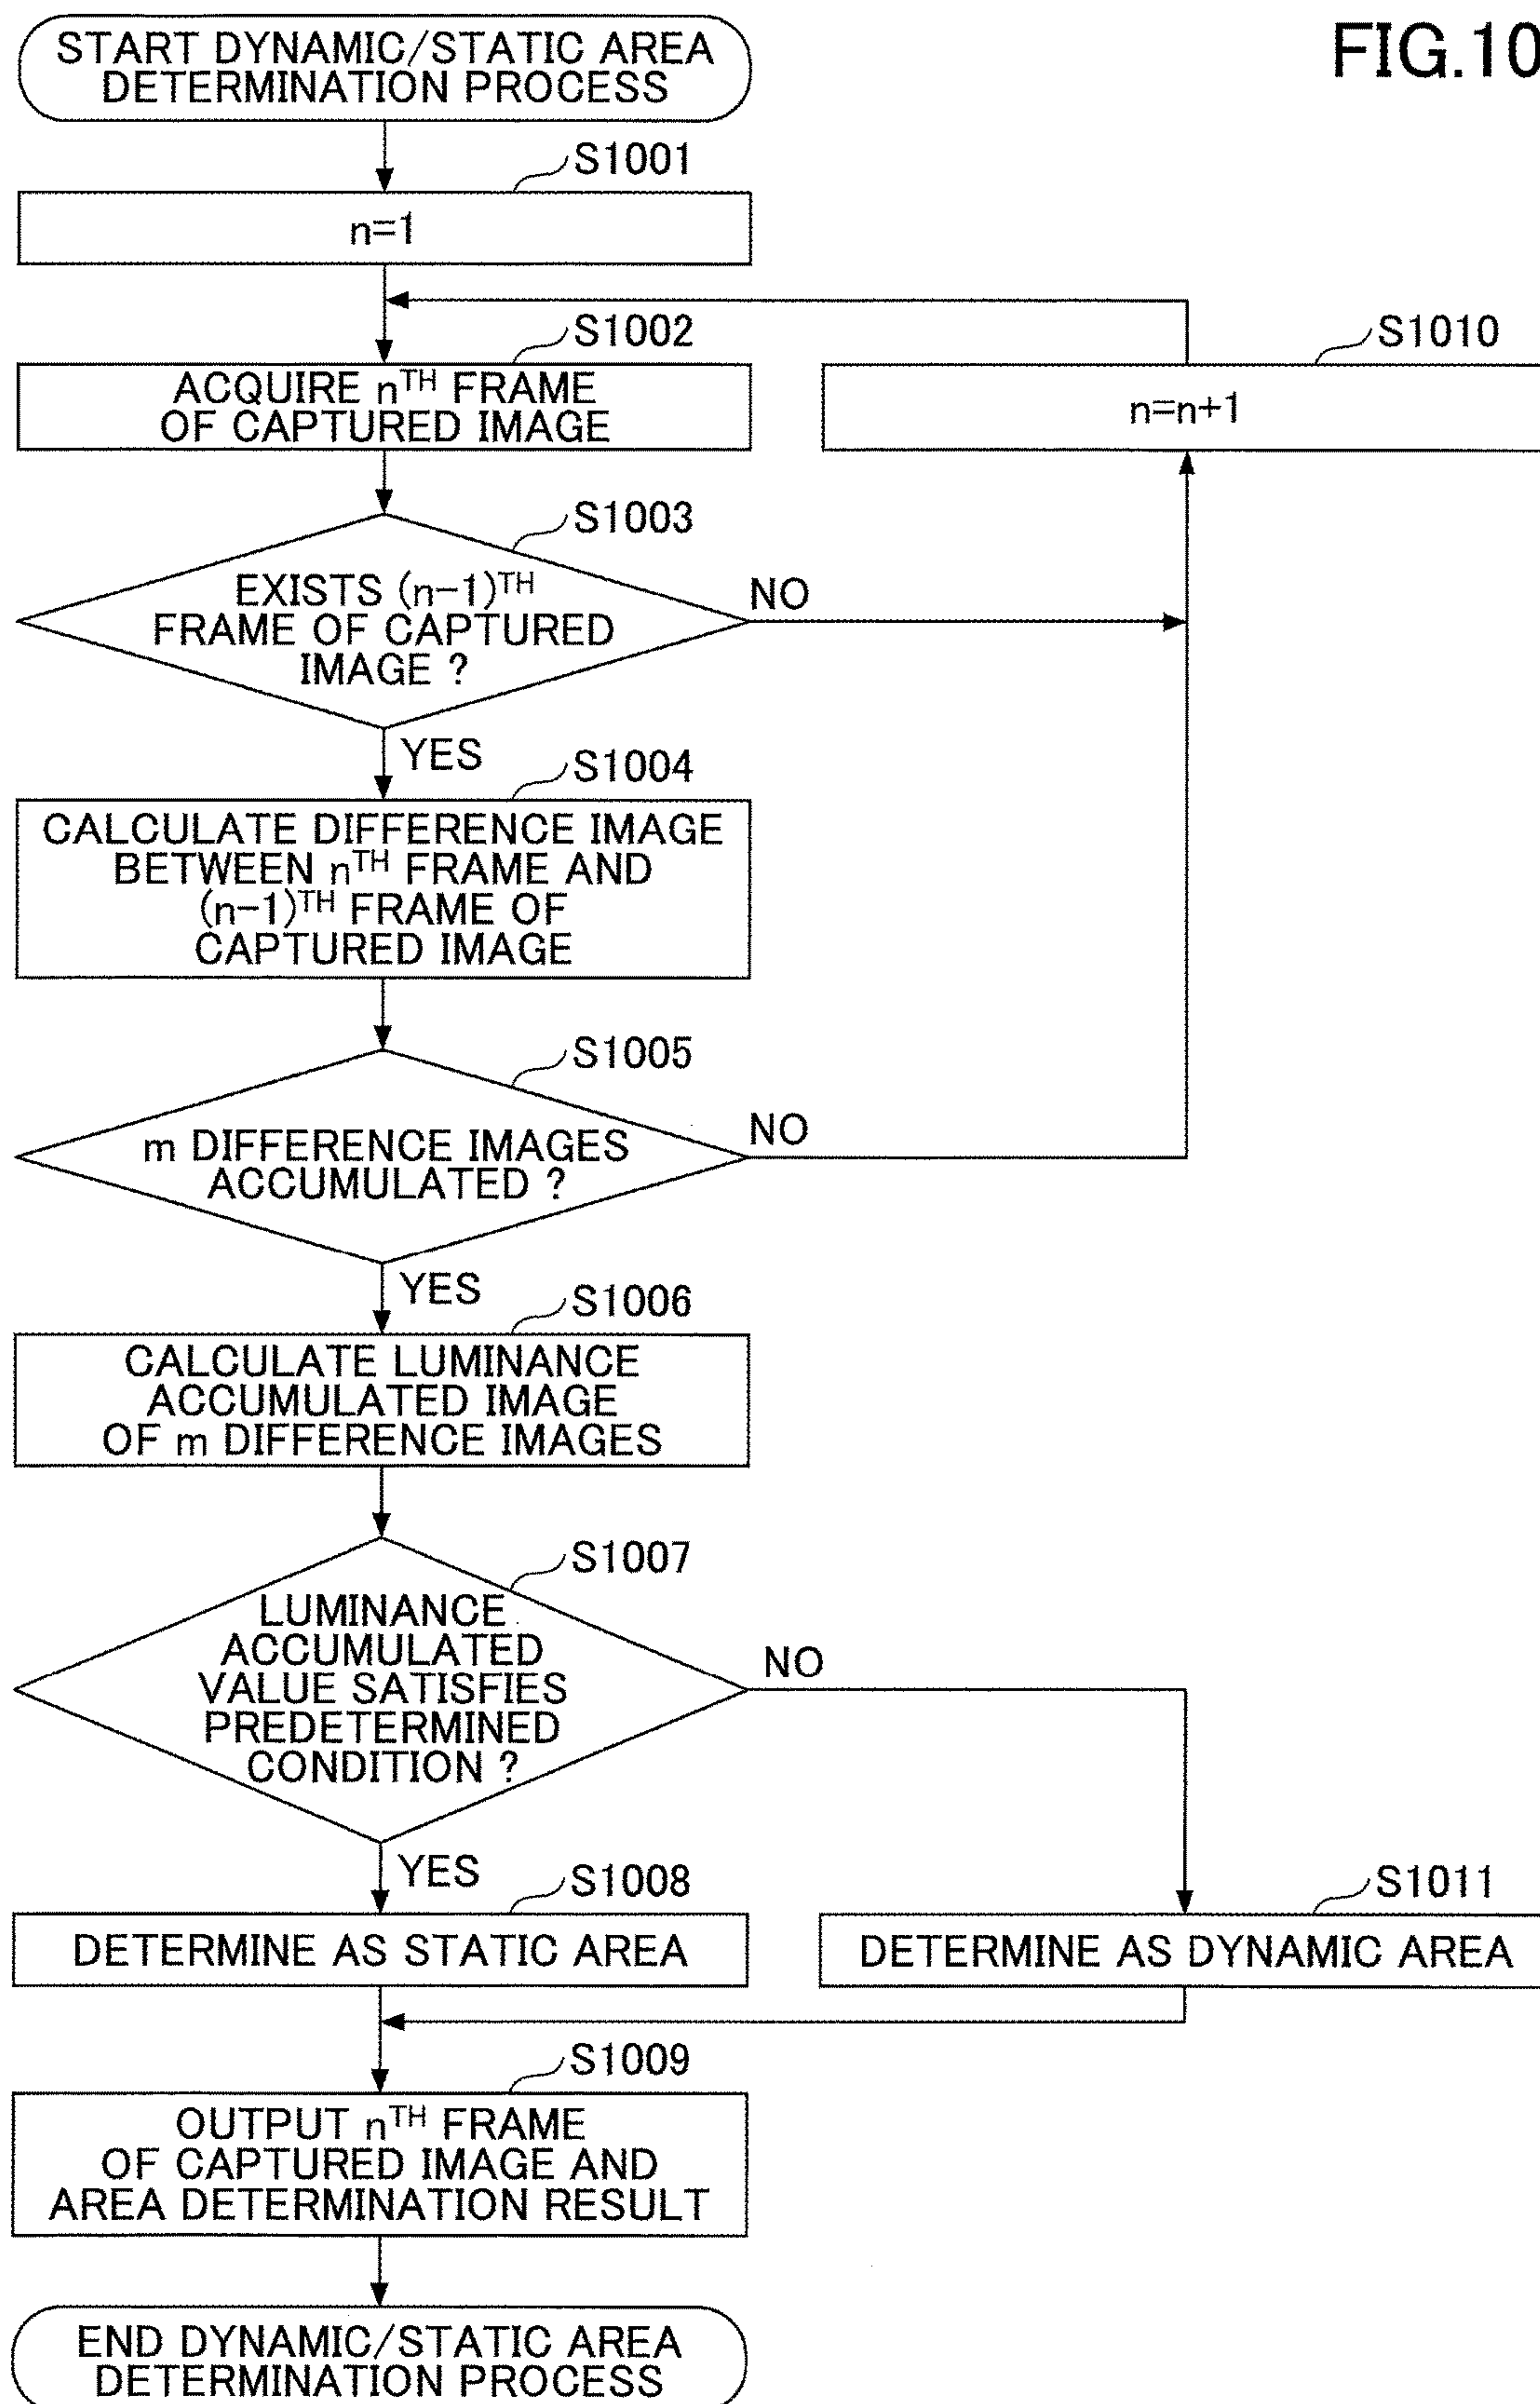 FIG.10
START DYNAMIC/STATIC AREA
DETERMINATION PROCESS
S1001
n=1
S1002
ACQUIRE nTH FRAME
OF CAPTURED IMAGE
S1010
n=n+1
S1003
EXISTS (n-1)TH
FRAME OF CAPTURED
IMAGE ?
NO
YES
S1004
CALCULATE DIFFERENCE IMAGE
BETWEEN nTH FRAME AND
(n-1)TH FRAME OF
CAPTURED IMAGE
S1005
m DIFFERENCE IMAGES
ACCUMULATED ?
NO
YES
S1006
CALCULATE LUMINANCE
ACCUMULATED IMAGE
OF m DIFFERENCE IMAGES
S1007
LUMINANCE
ACCUMULATED
VALUE SATISFIES
PREDETERMINED
CONDITION ?
NO
YES
S1008
DETERMINE AS STATIC AREA
S1011
DETERMINE AS DYNAMIC AREA
S1009
OUTPUT nTH FRAME
OF CAPTURED IMAGE AND
AREA DETERMINATION RESULT
END DYNAMIC/STATIC AREA
DETERMINATION PROCESS